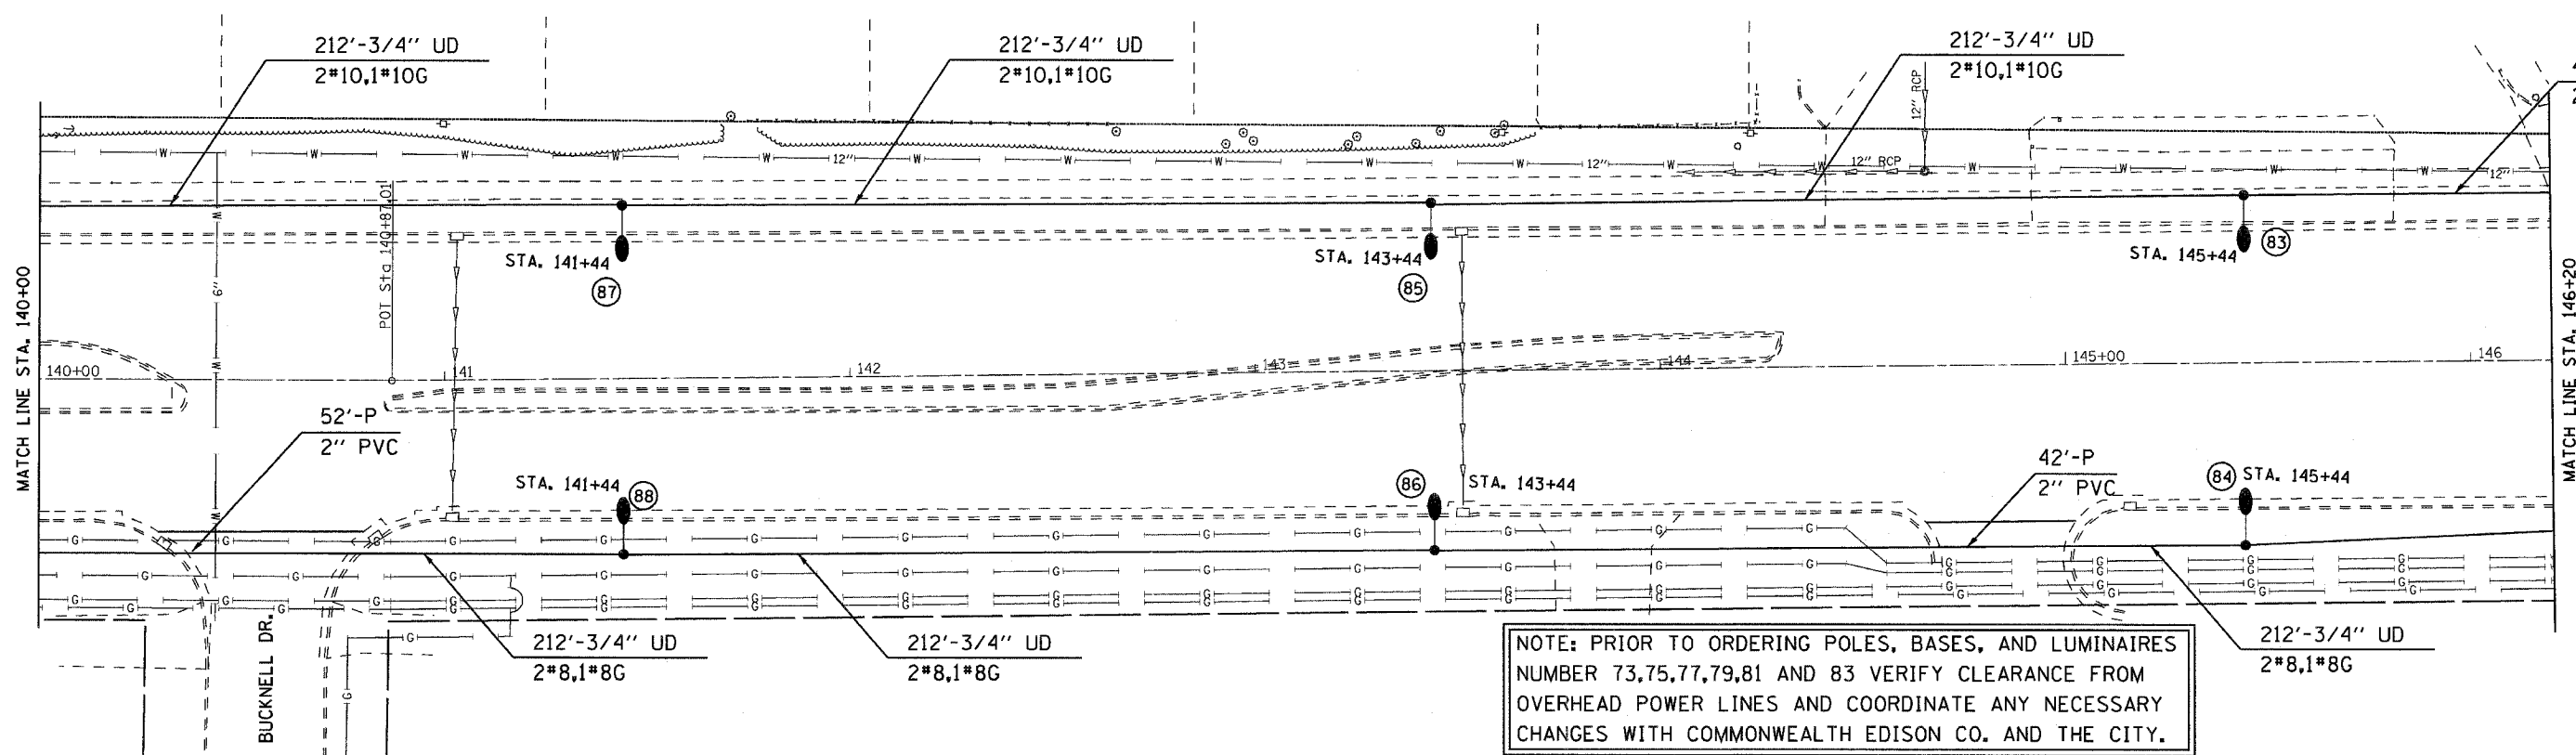 212'-3/4" UD
2#10,1#10G
212'-3/4" UD
2#10,1#10G
212'-3/4" UD
2#10,1#10G
4
2
12" RCP
W W W W W 12" W W W W 12" W W 12" RCP W W W W 12"
MATCH LINE STA. 140+00
W
6"
W
W
POT Sta 140+87.01
STA. 141+44
87
STA. 143+44
85
STA. 145+44
83
MATCH LINE STA. 146+20
140+00
141
142
143
144
145+00
146
52'-P
2" PVC
STA. 141+44
88
86
STA. 143+44
42'-P
2" PVC
84
STA. 145+44
G G G G G G G G G G G
G G G G G G G G G G G G G G G
G G G G G G G G G G G G G G
G
G
BUCKNELL DR.
212'-3/4" UD
2#8,1#8G
212'-3/4" UD
2#8,1#8G
212'-3/4" UD
2#8,1#8G
NOTE: PRIOR TO ORDERING POLES, BASES, AND LUMINAIRES
NUMBER 73,75,77,79,81 AND 83 VERIFY CLEARANCE FROM
OVERHEAD POWER LINES AND COORDINATE ANY NECESSARY
CHANGES WITH COMMONWEALTH EDISON CO. AND THE CITY.